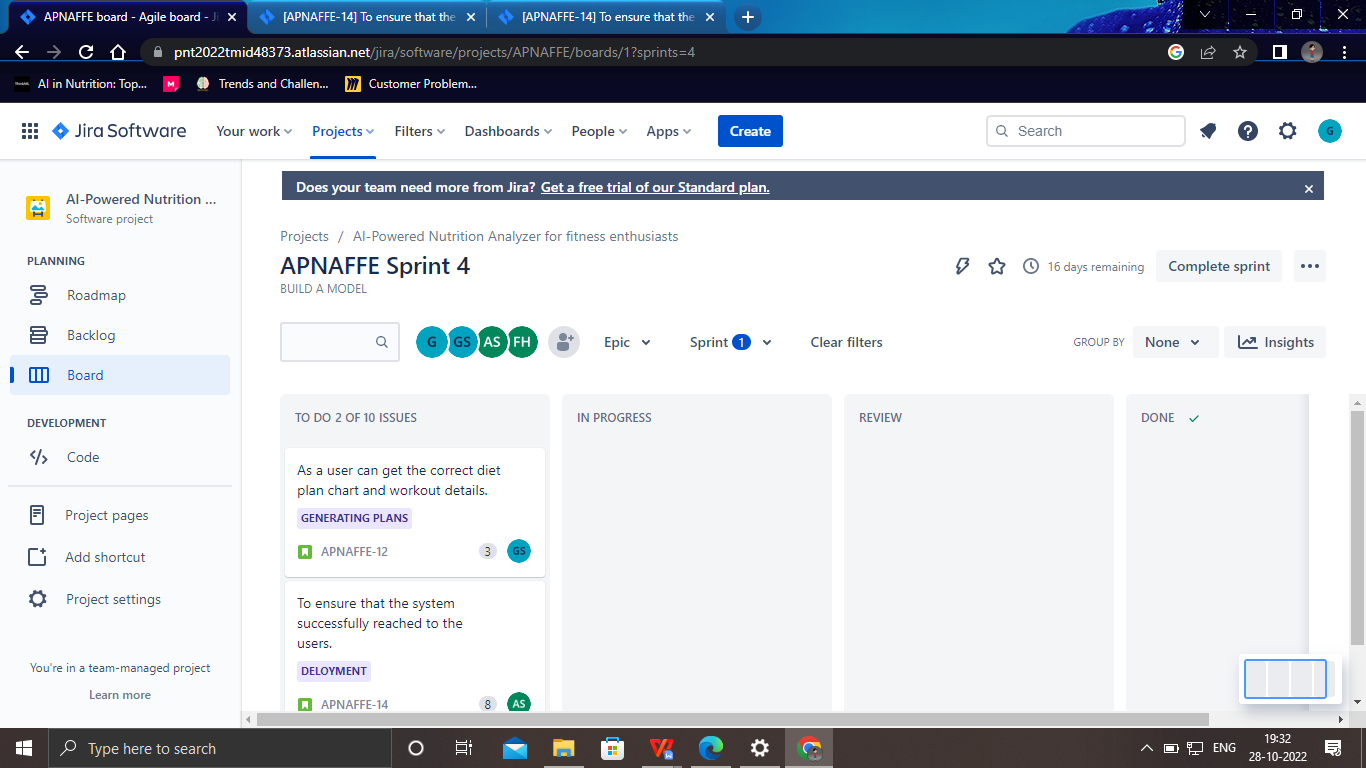 APNAFFE board - Agile board - Ji
[APNAFFE-14] To ensure that the
[APNAFFE-14] To ensure that the
pnt2022tmid48373.atlassian.net/jira/software/projects/APNAFFE/boards/1?sprints=4
AI in Nutrition: Top...
Trends and Challen...
Customer Problem...
Jira Software
Your work
Projects
Filters
Dashboards
People
Apps
Create
Search
G
AI-Powered Nutrition ...
Software project
PLANNING
Roadmap
Backlog
Board
DEVELOPMENT
Code
Project pages
Add shortcut
Project settings
You're in a team-managed project
Learn more
Does your team need more from Jira? Get a free trial of our Standard plan.
Projects / AI-Powered Nutrition Analyzer for fitness enthusiasts
APNAFFE Sprint 4
BUILD A MODEL
16 days remaining
Complete sprint
G GS AS FH
Epic
Sprint 1
Clear filters
GROUP BY
None
Insights
TO DO 2 OF 10 ISSUES
As a user can get the correct diet
plan chart and workout details.
GENERATING PLANS
APNAFFE-12 3 GS
To ensure that the system
successfully reached to the
users.
DELOYMENT
APNAFFE-14 8 AS
IN PROGRESS
REVIEW
DONE
Type here to search
ENG
19:32
28-10-2022